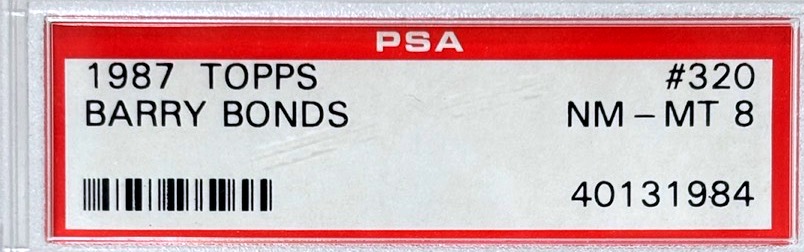 PSA
1987 TOPPS #320
BARRY BONDS NM - MT 8
40131984